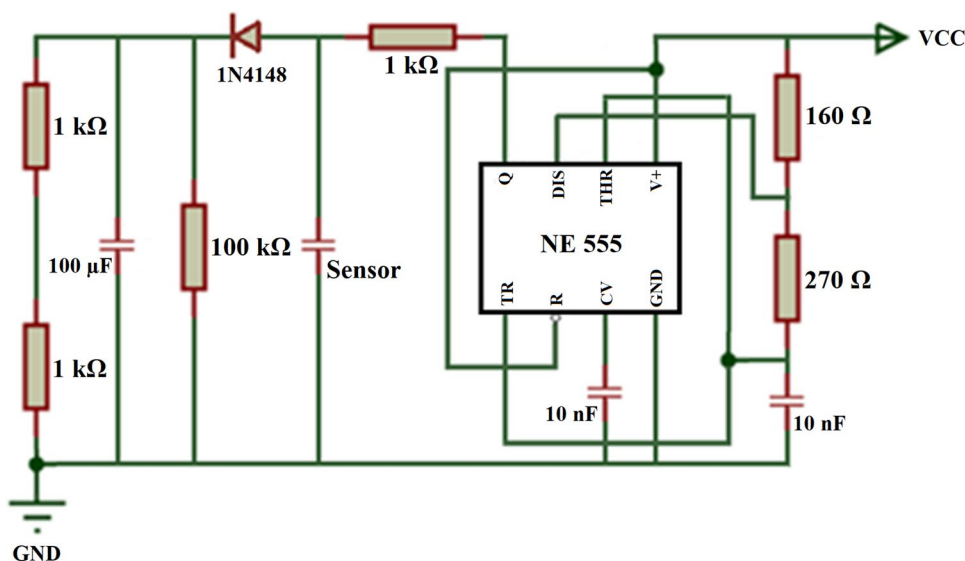 VCC
1N4148
1 kΩ
1 kΩ
160 Ω
Q
DIS
THR
V+
NE 555
100 kΩ
100 µF
Sensor
270 Ω
TR
R
CV
GND
1 kΩ
10 nF
10 nF
GND